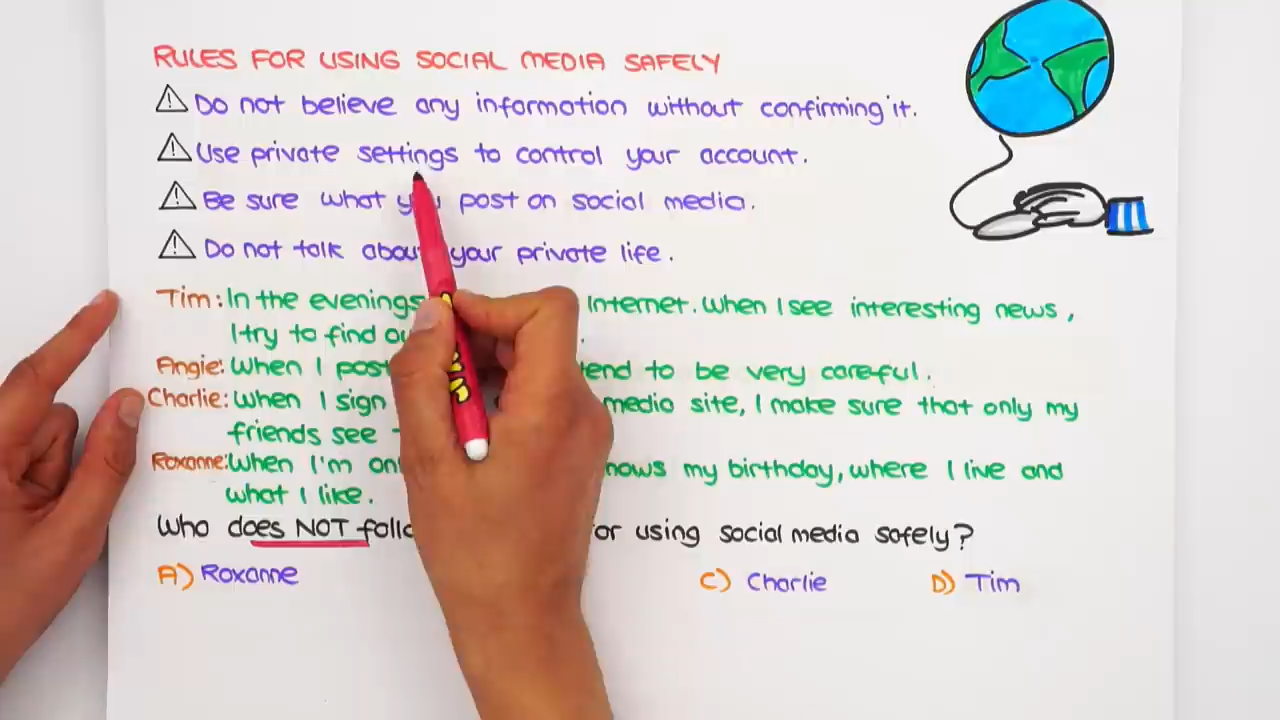 RULES FOR USING SOCIAL MEDIA SAFELY
Do not believe any information without confirming it.
Use private settings to control your account.
Be sure what you post on social media.
Do not talk about your private life.
Tim: In the evenings Internet. When I see interesting news,
I try to find
Angie: When I post tend to be very careful.
Charlie: When I sign media site, I make sure that only my
friends see
Roxanne: When I'm knows my birthday, where I live and
what I like.
Who does NOT or using social media safely?
A) Roxanne C) Charlie D) Tim